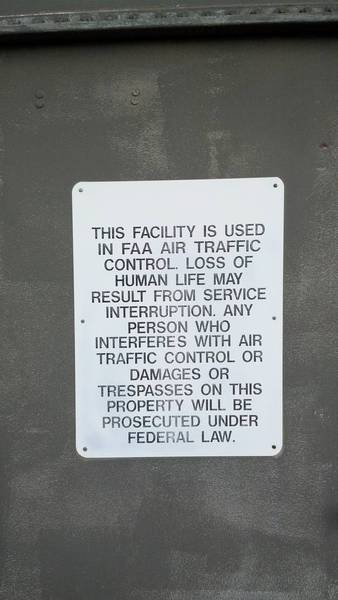 THIS FACILITY IS USED
IN FAA AIR TRAFFIC
CONTROL. LOSS OF
HUMAN LIFE MAY
RESULT FROM SERVICE
INTERRUPTION. ANY
PERSON WHO
INTERFERES WITH AIR
TRAFFIC CONTROL OR
DAMAGES OR
TRESPASSES ON THIS
PROPERTY WILL BE
PROSECUTED UNDER
FEDERAL LAW.